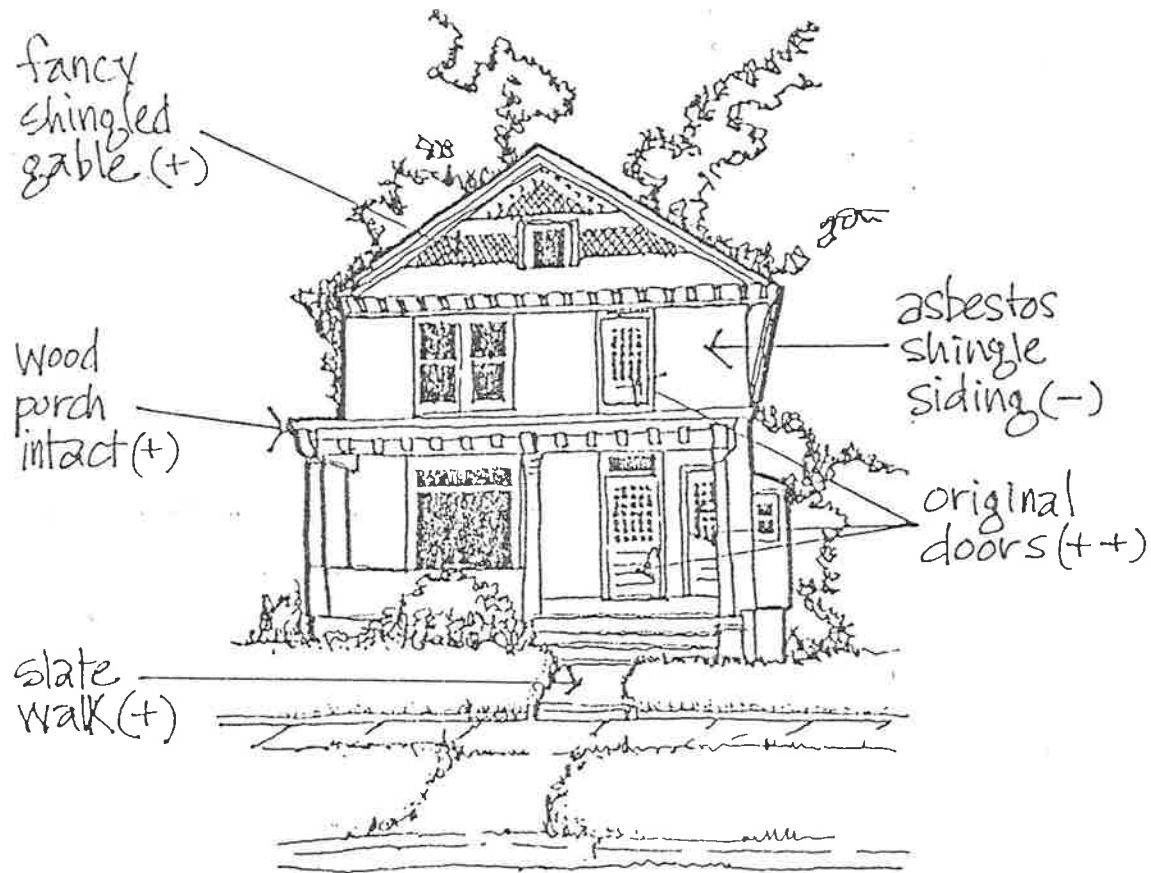 fancy
shingled
gable (+)
wood
porch
intact (+)
slate
walk (+)
asbestos
shingle
siding (-)
original
doors (++)